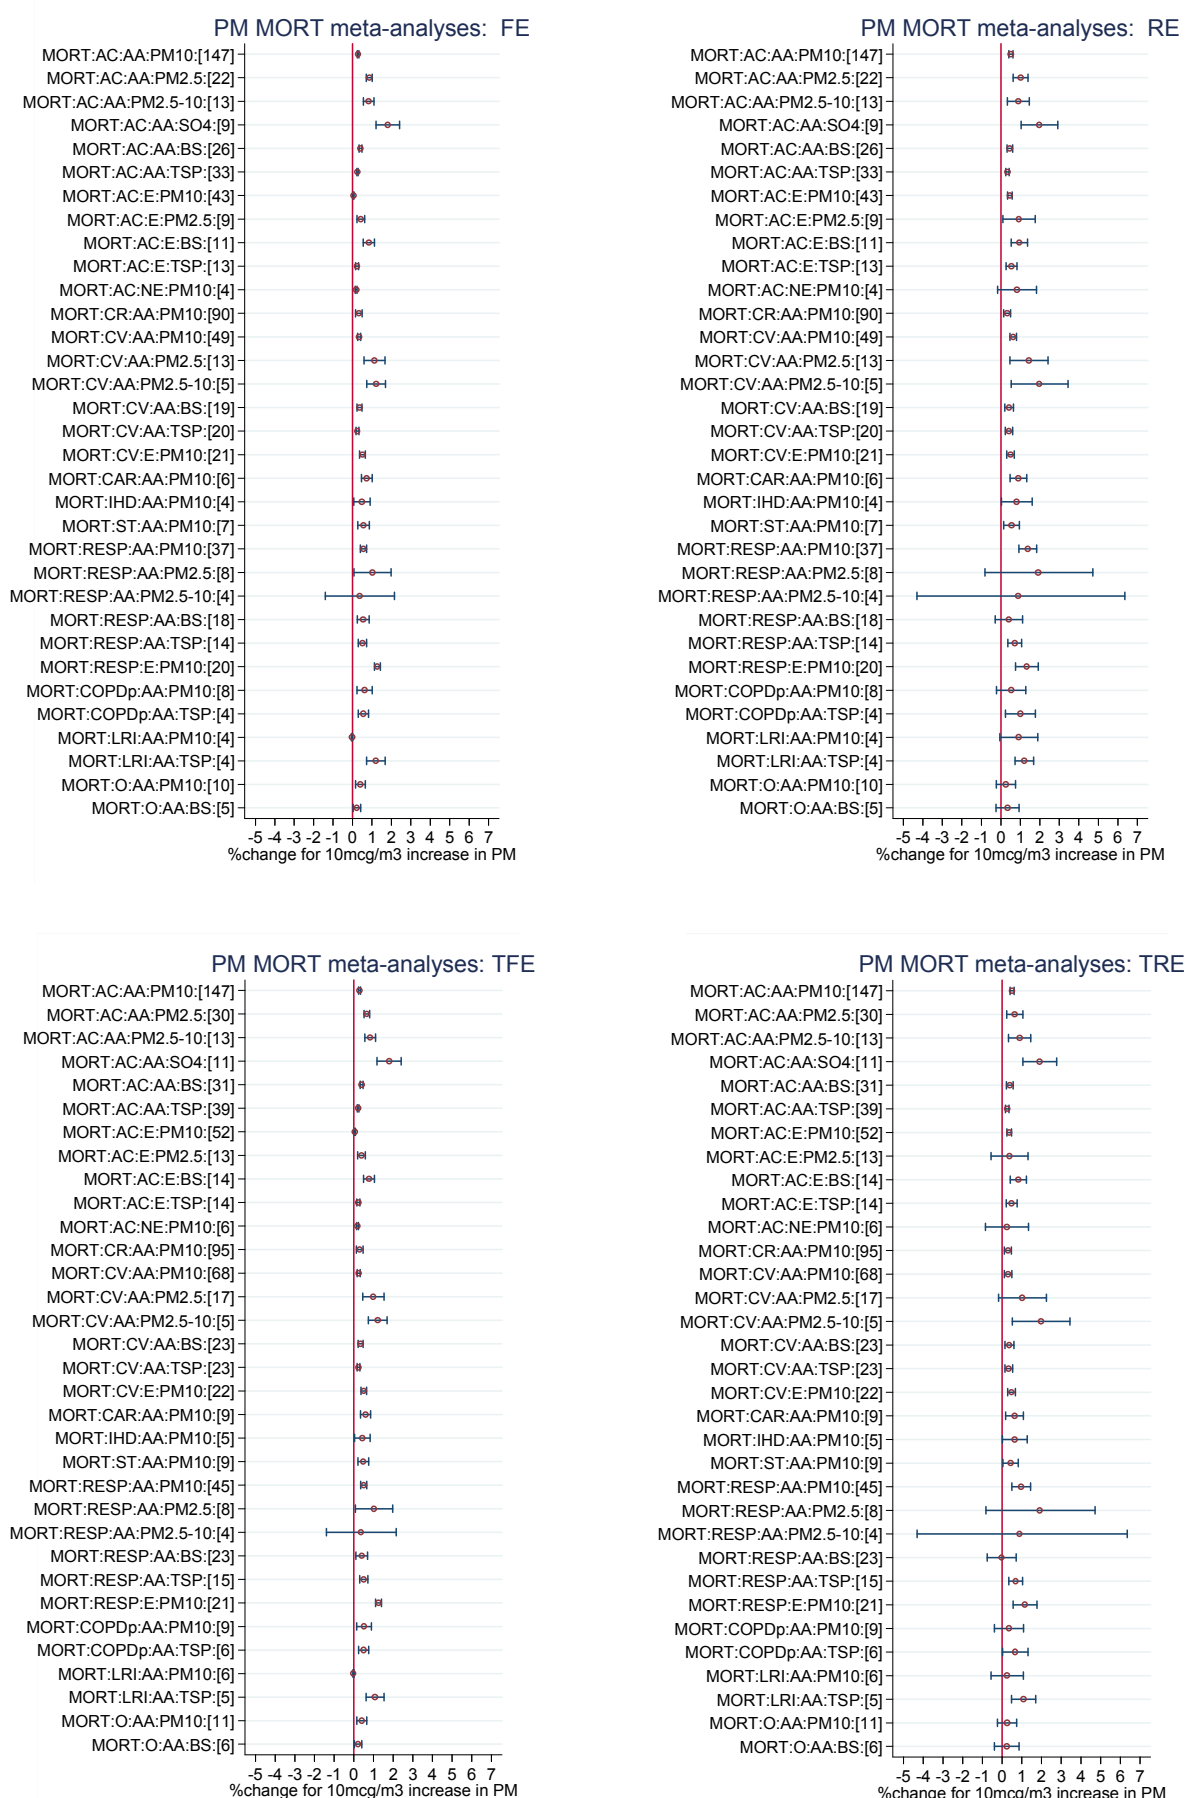 PM MORT meta-analyses: FE
MORT:AC:AA:PM10:[147]
MORT:AC:AA:PM2.5:[22]
MORT:AC:AA:PM2.5-10:[13]
MORT:AC:AA:SO4:[9]
MORT:AC:AA:BS:[26]
MORT:AC:AA:TSP:[33]
MORT:AC:E:PM10:[43]
MORT:AC:E:PM2.5:[9]
MORT:AC:E:BS:[11]
MORT:AC:E:TSP:[13]
MORT:AC:NE:PM10:[4]
MORT:CR:AA:PM10:[90]
MORT:CV:AA:PM10:[49]
MORT:CV:AA:PM2.5:[13]
MORT:CV:AA:PM2.5-10:[5]
MORT:CV:AA:BS:[19]
MORT:CV:AA:TSP:[20]
MORT:CV:E:PM10:[21]
MORT:CAR:AA:PM10:[6]
MORT:IHD:AA:PM10:[4]
MORT:ST:AA:PM10:[7]
MORT:RESP:AA:PM10:[37]
MORT:RESP:AA:PM2.5:[8]
MORT:RESP:AA:PM2.5-10:[4]
MORT:RESP:AA:BS:[18]
MORT:RESP:AA:TSP:[14]
MORT:RESP:E:PM10:[20]
MORT:COPDp:AA:PM10:[8]
MORT:COPDp:AA:TSP:[4]
MORT:LRI:AA:PM10:[4]
MORT:LRI:AA:TSP:[4]
MORT:O:AA:PM10:[10]
MORT:O:AA:BS:[5]
-5 -4 -3 -2 -1 0 1 2 3 4 5 6 7
%change for 10mcg/m3 increase in PM
PM MORT meta-analyses: RE
MORT:AC:AA:PM10:[147]
MORT:AC:AA:PM2.5:[22]
MORT:AC:AA:PM2.5-10:[13]
MORT:AC:AA:SO4:[9]
MORT:AC:AA:BS:[26]
MORT:AC:AA:TSP:[33]
MORT:AC:E:PM10:[43]
MORT:AC:E:PM2.5:[9]
MORT:AC:E:BS:[11]
MORT:AC:E:TSP:[13]
MORT:AC:NE:PM10:[4]
MORT:CR:AA:PM10:[90]
MORT:CV:AA:PM10:[49]
MORT:CV:AA:PM2.5:[13]
MORT:CV:AA:PM2.5-10:[5]
MORT:CV:AA:BS:[19]
MORT:CV:AA:TSP:[20]
MORT:CV:E:PM10:[21]
MORT:CAR:AA:PM10:[6]
MORT:IHD:AA:PM10:[4]
MORT:ST:AA:PM10:[7]
MORT:RESP:AA:PM10:[37]
MORT:RESP:AA:PM2.5:[8]
MORT:RESP:AA:PM2.5-10:[4]
MORT:RESP:AA:BS:[18]
MORT:RESP:AA:TSP:[14]
MORT:RESP:E:PM10:[20]
MORT:COPDp:AA:PM10:[8]
MORT:COPDp:AA:TSP:[4]
MORT:LRI:AA:PM10:[4]
MORT:LRI:AA:TSP:[4]
MORT:O:AA:PM10:[10]
MORT:O:AA:BS:[5]
-5 -4 -3 -2 -1 0 1 2 3 4 5 6 7
%change for 10mcg/m3 increase in PM
PM MORT meta-analyses: TFE
MORT:AC:AA:PM10:[147]
MORT:AC:AA:PM2.5:[30]
MORT:AC:AA:PM2.5-10:[13]
MORT:AC:AA:SO4:[11]
MORT:AC:AA:BS:[31]
MORT:AC:AA:TSP:[39]
MORT:AC:E:PM10:[52]
MORT:AC:E:PM2.5:[13]
MORT:AC:E:BS:[14]
MORT:AC:E:TSP:[14]
MORT:AC:NE:PM10:[6]
MORT:CR:AA:PM10:[95]
MORT:CV:AA:PM10:[68]
MORT:CV:AA:PM2.5:[17]
MORT:CV:AA:PM2.5-10:[5]
MORT:CV:AA:BS:[23]
MORT:CV:AA:TSP:[23]
MORT:CV:E:PM10:[22]
MORT:CAR:AA:PM10:[9]
MORT:IHD:AA:PM10:[5]
MORT:ST:AA:PM10:[9]
MORT:RESP:AA:PM10:[45]
MORT:RESP:AA:PM2.5:[8]
MORT:RESP:AA:PM2.5-10:[4]
MORT:RESP:AA:BS:[23]
MORT:RESP:AA:TSP:[15]
MORT:RESP:E:PM10:[21]
MORT:COPDp:AA:PM10:[9]
MORT:COPDp:AA:TSP:[6]
MORT:LRI:AA:PM10:[6]
MORT:LRI:AA:TSP:[5]
MORT:O:AA:PM10:[11]
MORT:O:AA:BS:[6]
-5 -4 -3 -2 -1 0 1 2 3 4 5 6 7
%change for 10mcg/m3 increase in PM
PM MORT meta-analyses: TRE
MORT:AC:AA:PM10:[147]
MORT:AC:AA:PM2.5:[30]
MORT:AC:AA:PM2.5-10:[13]
MORT:AC:AA:SO4:[11]
MORT:AC:AA:BS:[31]
MORT:AC:AA:TSP:[39]
MORT:AC:E:PM10:[52]
MORT:AC:E:PM2.5:[13]
MORT:AC:E:BS:[14]
MORT:AC:E:TSP:[14]
MORT:AC:NE:PM10:[6]
MORT:CR:AA:PM10:[95]
MORT:CV:AA:PM10:[68]
MORT:CV:AA:PM2.5:[17]
MORT:CV:AA:PM2.5-10:[5]
MORT:CV:AA:BS:[23]
MORT:CV:AA:TSP:[23]
MORT:CV:E:PM10:[22]
MORT:CAR:AA:PM10:[9]
MORT:IHD:AA:PM10:[5]
MORT:ST:AA:PM10:[9]
MORT:RESP:AA:PM10:[45]
MORT:RESP:AA:PM2.5:[8]
MORT:RESP:AA:PM2.5-10:[4]
MORT:RESP:AA:BS:[23]
MORT:RESP:AA:TSP:[15]
MORT:RESP:E:PM10:[21]
MORT:COPDp:AA:PM10:[9]
MORT:COPDp:AA:TSP:[6]
MORT:LRI:AA:PM10:[6]
MORT:LRI:AA:TSP:[5]
MORT:O:AA:PM10:[11]
MORT:O:AA:BS:[6]
-5 -4 -3 -2 -1 0 1 2 3 4 5 6 7
%change for 10mcg/m3 increase in PM